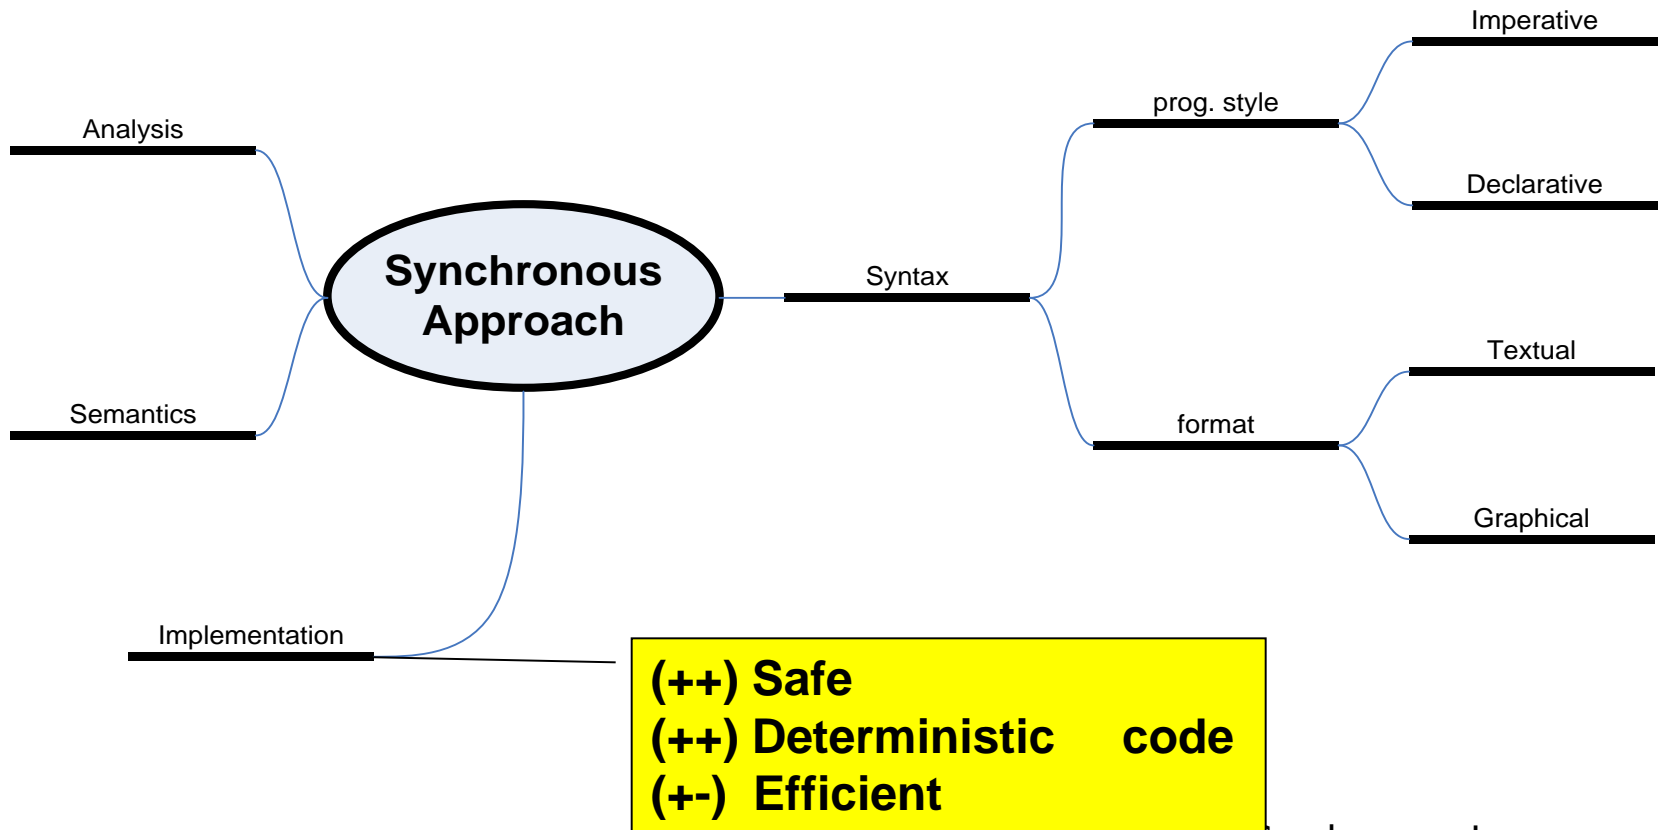 Imperative
prog. style
Analysis
Declarative
Synchronous
Approach
Syntax
Textual
Semantics
format
Graphical
Implementation
(++) Safe
(++) Deterministic code
(+-) Efficient